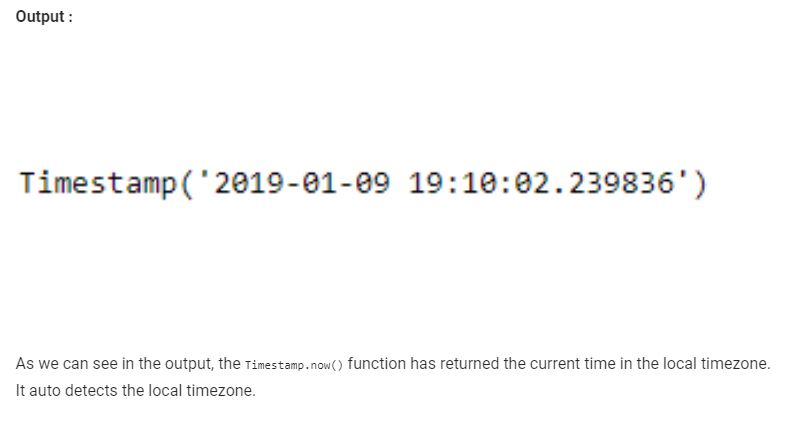 Output :
Timestamp('2019-01-09 19:10:02.239836')
As we can see in the output, the Timestamp.now() function has returned the current time in the local timezone.
It auto detects the local timezone.